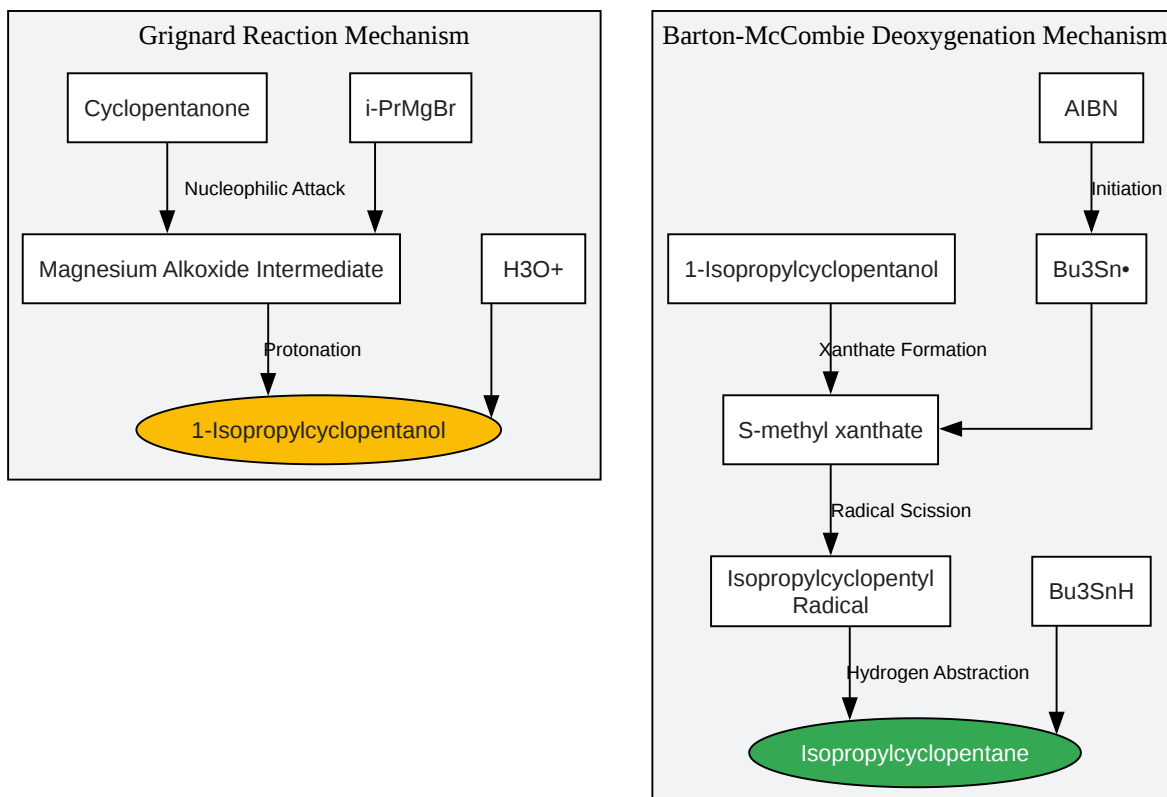 Grignard Reaction Mechanism
Cyclopentanone
i-PrMgBr
Nucleophilic Attack
Magnesium Alkoxide Intermediate
H3O+
Protonation
1-Isopropylcyclopentanol
Barton-McCombie Deoxygenation Mechanism
AIBN
Initiation
1-Isopropylcyclopentanol
Bu3Sn•
Xanthate Formation
S-methyl xanthate
Radical Scission
Isopropylcyclopentyl
Radical
Bu3SnH
Hydrogen Abstraction
Isopropylcyclopentane